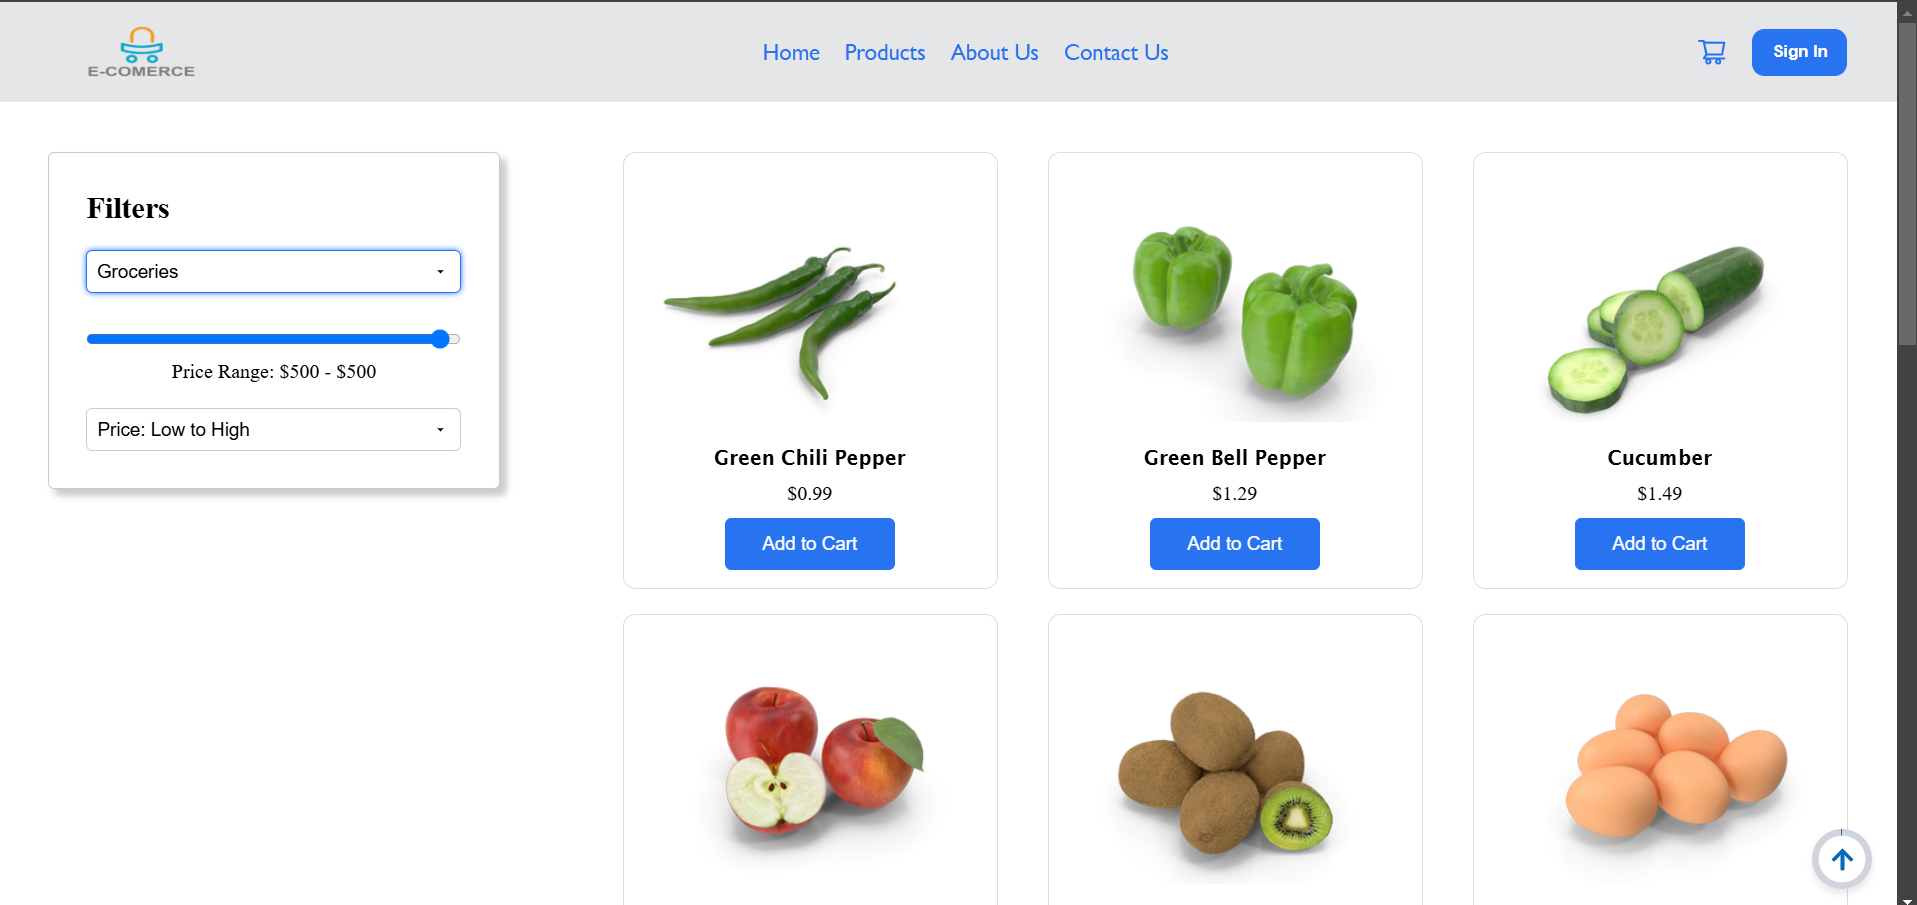 E-COMERCE
Home Products About Us Contact Us
Sign In
Filters
Groceries
Price Range: $500 - $500
Price: Low to High
Green Chili Pepper
$0.99
Add to Cart
Green Bell Pepper
$1.29
Add to Cart
Cucumber
$1.49
Add to Cart